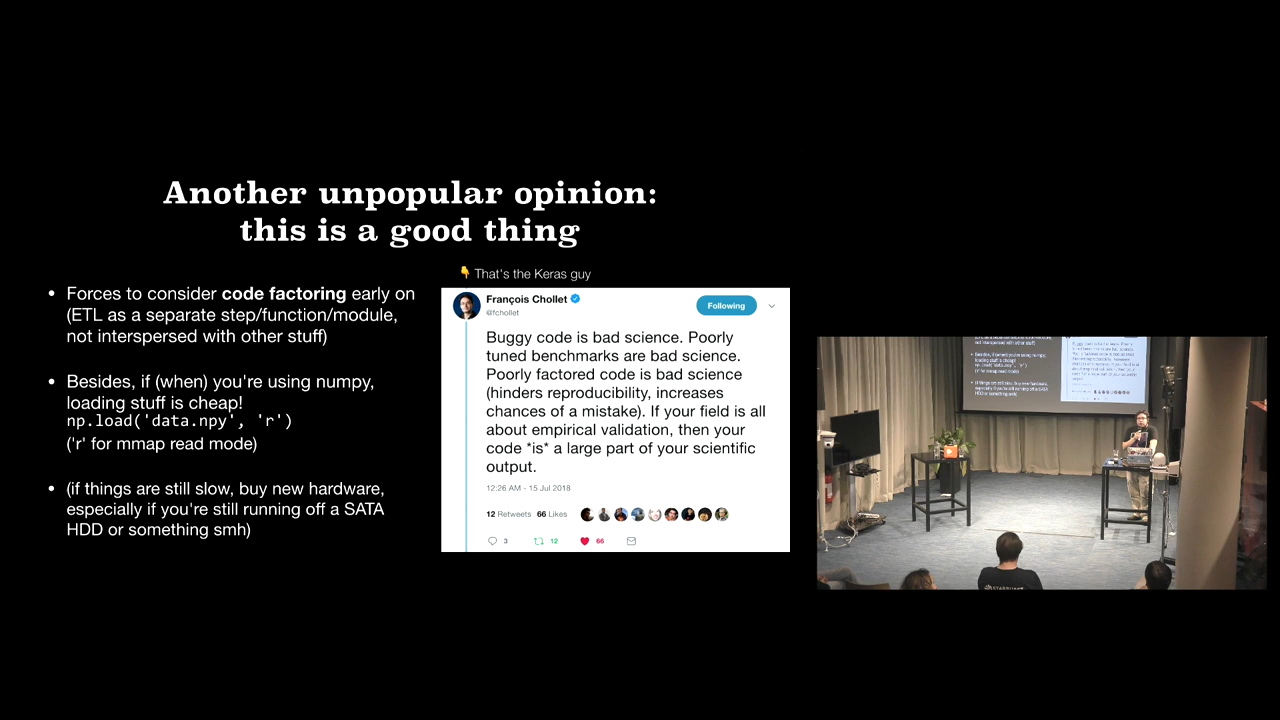 Another unpopular opinion:
this is a good thing
• Forces to consider code factoring early on
(ETL as a separate step/function/module,
not interspersed with other stuff)
• Besides, if (when) you're using numpy,
loading stuff is cheap!
np.load('data.npy', 'r')
('r' for mmap read mode)
• (if things are still slow, buy new hardware,
especially if you're still running off a SATA
HDD or something smh)
👇 That's the Keras guy
François Chollet
@fchollet
Following
Buggy code is bad science. Poorly
tuned benchmarks are bad science.
Poorly factored code is bad science
(hinders reproducibility, increases
chances of a mistake). If your field is all
about empirical validation, then your
code *is* a large part of your scientific
output.
12:26 AM - 15 Jul 2018
12 Retweets 66 Likes
3 12 66